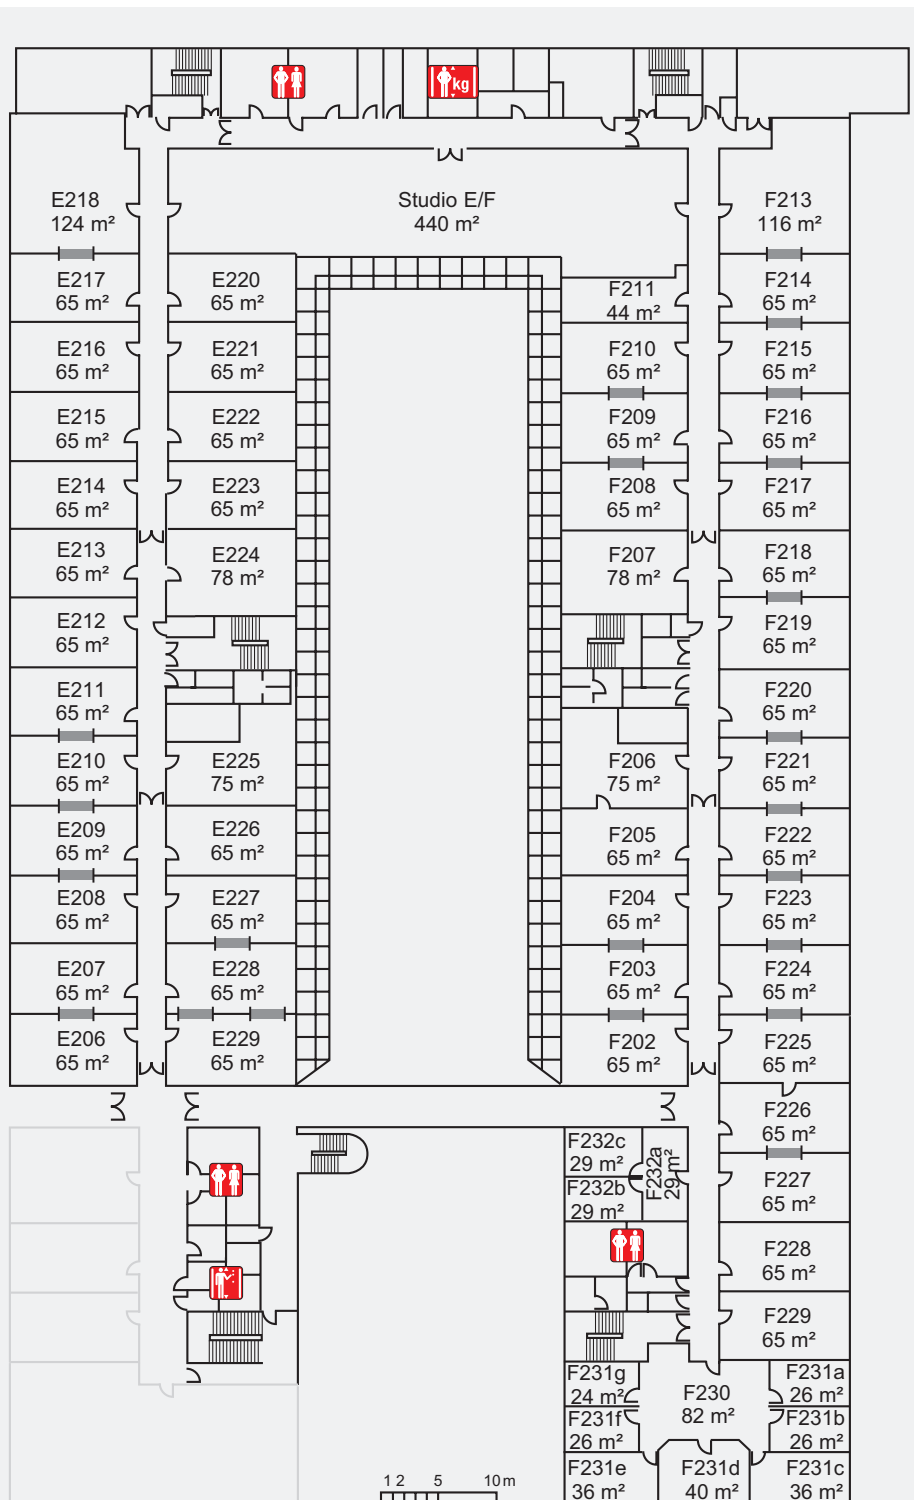 kg
E218
124 m²
Studio E/F
440 m²
F213
116 m²
E217
65 m²
E220
65 m²
F211
44 m²
F214
65 m²
E216
65 m²
E221
65 m²
F210
65 m²
F215
65 m²
E215
65 m²
E222
65 m²
F209
65 m²
F216
65 m²
E214
65 m²
E223
65 m²
F208
65 m²
F217
65 m²
E213
65 m²
E224
78 m²
F207
78 m²
F218
65 m²
E212
65 m²
F219
65 m²
E211
65 m²
F220
65 m²
E210
65 m²
E225
75 m²
F206
75 m²
F221
65 m²
E209
65 m²
E226
65 m²
F205
65 m²
F222
65 m²
E208
65 m²
E227
65 m²
F204
65 m²
F223
65 m²
E207
65 m²
E228
65 m²
F203
65 m²
F224
65 m²
E206
65 m²
E229
65 m²
F202
65 m²
F225
65 m²
F226
65 m²
F232c
29 m²
F232a
29 m²
F232b
29 m²
F227
65 m²
F228
65 m²
F229
65 m²
F231g
24 m²
F230
82 m²
F231a
26 m²
F231f
26 m²
F231b
26 m²
F231e
36 m²
F231d
40 m²
F231c
36 m²
1 2 5 10 m